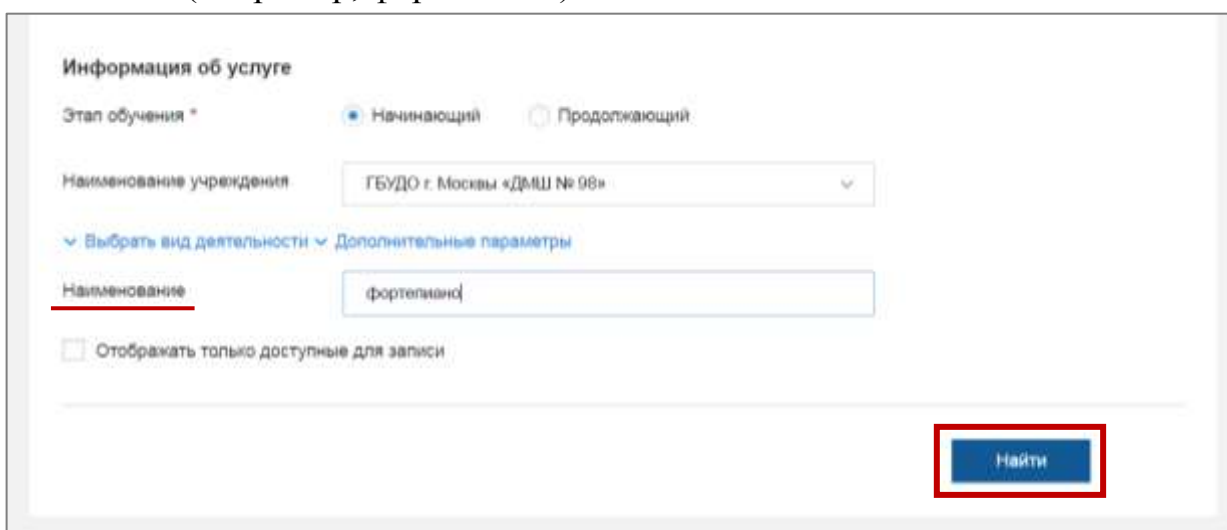 Информация об услуге
Этап обучения * Начинающий Продолжающий
Наименование учреждения ГБУДО г. Москвы «ДМШ № 98»
Выбрать вид деятельности Дополнительные параметры
Наименование фортепиано
Отображать только доступные для записи
Найти